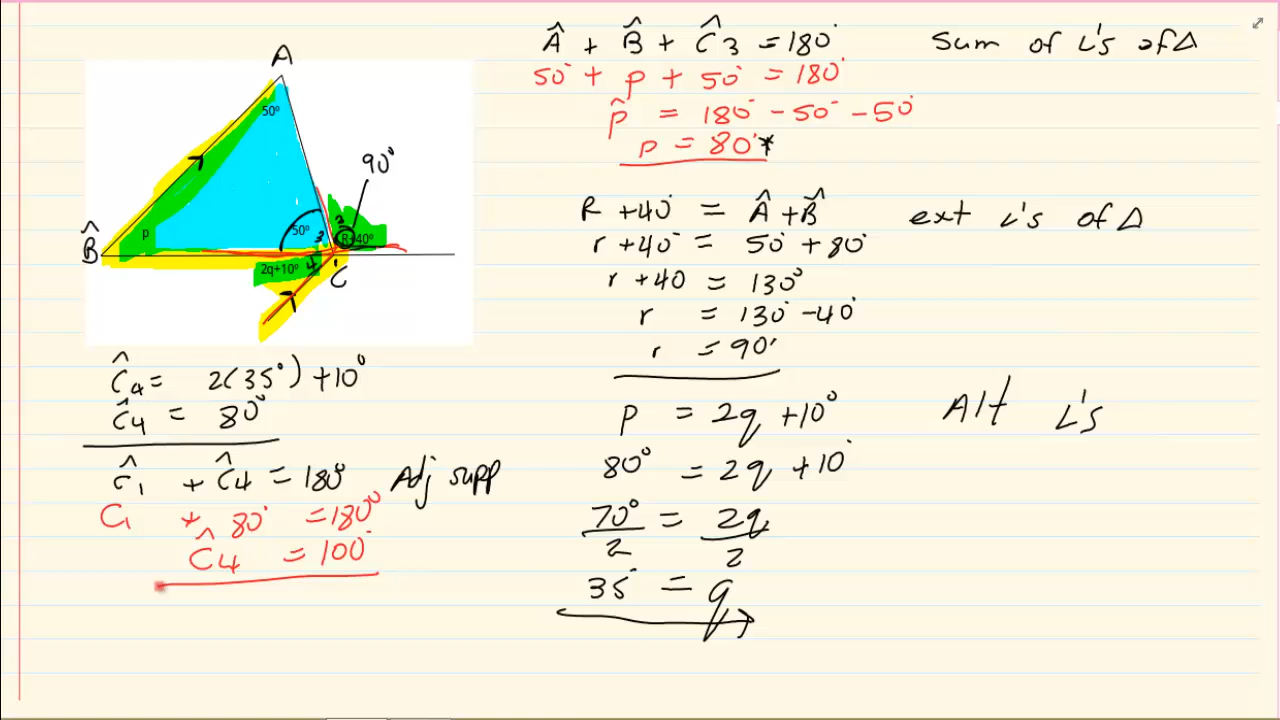 A
50°
90°
B̂
p
50°
3
2
R+40°
2q+10°
4
1
C
Â + B̂ + Ĉ3 = 180° Sum of L's of Δ
50° + p + 50° = 180°
p̂ = 180° - 50° - 50°
p = 80°*
R + 40° = Â + B̂ ext L's of Δ
r + 40° = 50° + 80°
r + 40 = 130°
r = 130° - 40°
r = 90°
p = 2q + 10° Alt L's
80° = 2q + 10°
70°/2 = 2q/2
35° = q
Ĉ4 = 2(35°) + 10°
Ĉ4 = 80°
Ĉ1 + Ĉ4 = 180° Adj supp
C1 + 80° = 180°
Ĉ4 = 100°